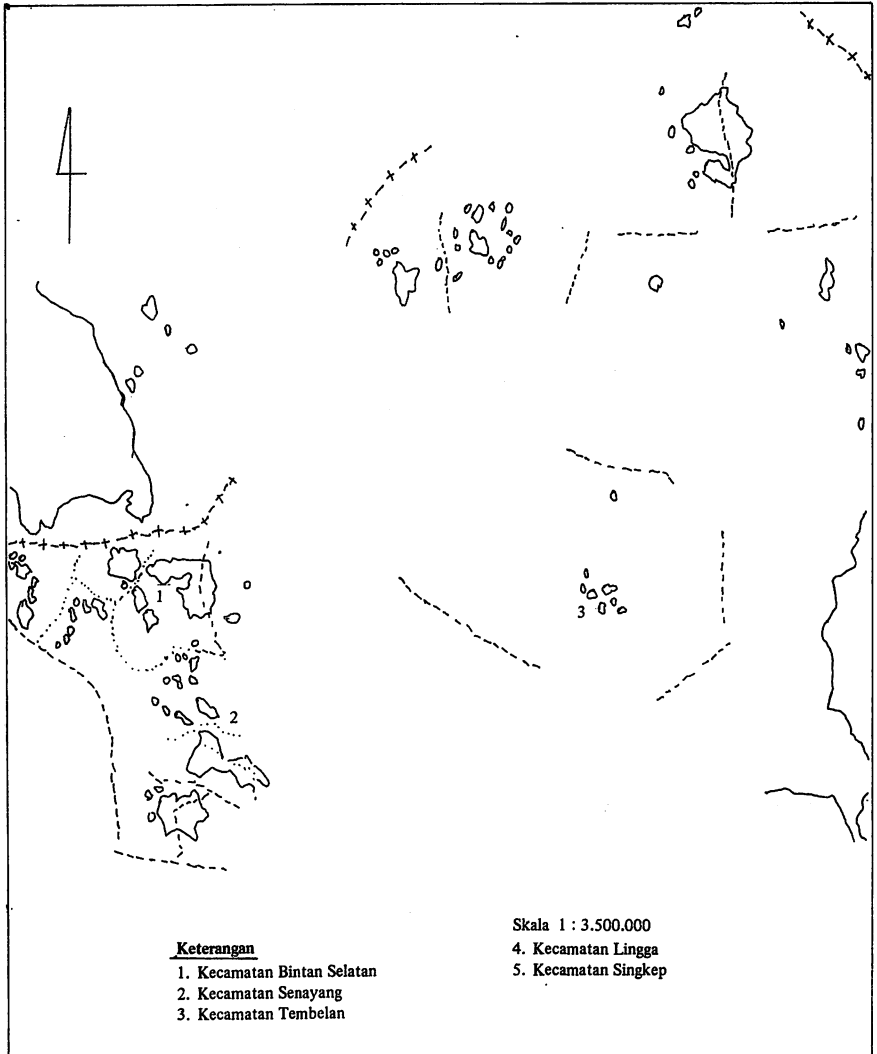 1
3
2
Keterangan
1. Kecamatan Bintan Selatan
2. Kecamatan Senayang
3. Kecamatan Tembelan
Skala 1 : 3.500.000
4. Kecamatan Lingga
5. Kecamatan Singkep